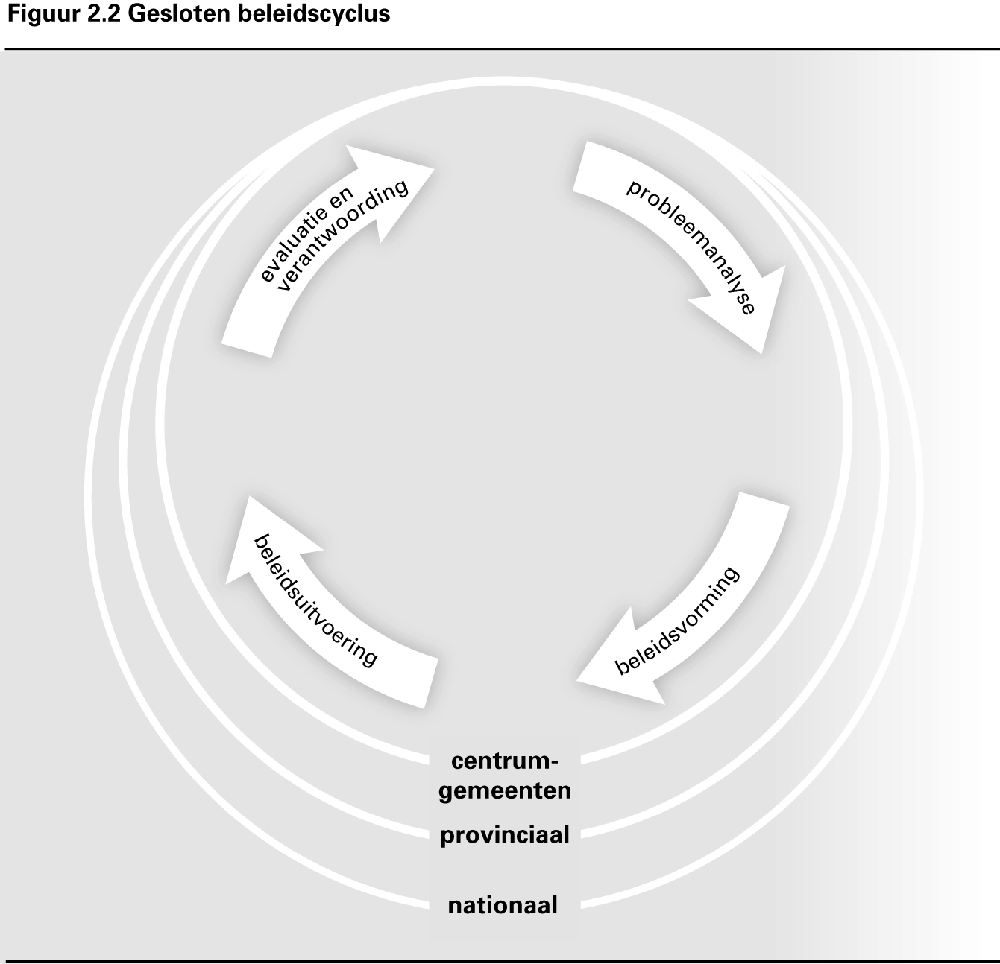 Figuur 2.2 Gesloten beleidscyclus
evaluatie en
verantwoording
probleemanalyse
beleidsuitvoering
beleidsvorming
centrum-
gemeenten
provinciaal
nationaal